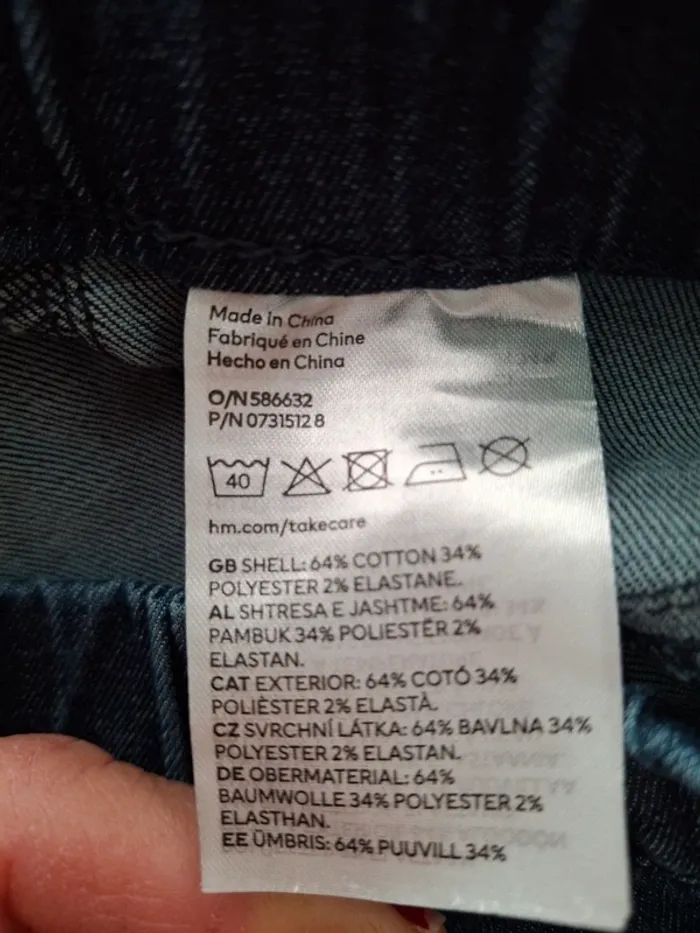 Made in China
Fabriqué en Chine
Hecho en China
O/N 586632
P/N 07315128
40
hm.com/takecare
GB SHELL: 64% COTTON 34%
POLYESTER 2% ELASTANE.
AL SHTRESA E JASHTME: 64%
PAMBUK 34% POLIESTËR 2%
ELASTAN.
CAT EXTERIOR: 64% COTÓ 34%
POLIÈSTER 2% ELASTÀ.
CZ SVRCHNÍ LÁTKA: 64% BAVLNA 34%
POLYESTER 2% ELASTAN.
DE OBERMATERIAL: 64%
BAUMWOLLE 34% POLYESTER 2%
ELASTHAN.
EE ÜMBRIS: 64% PUUVILL 34%